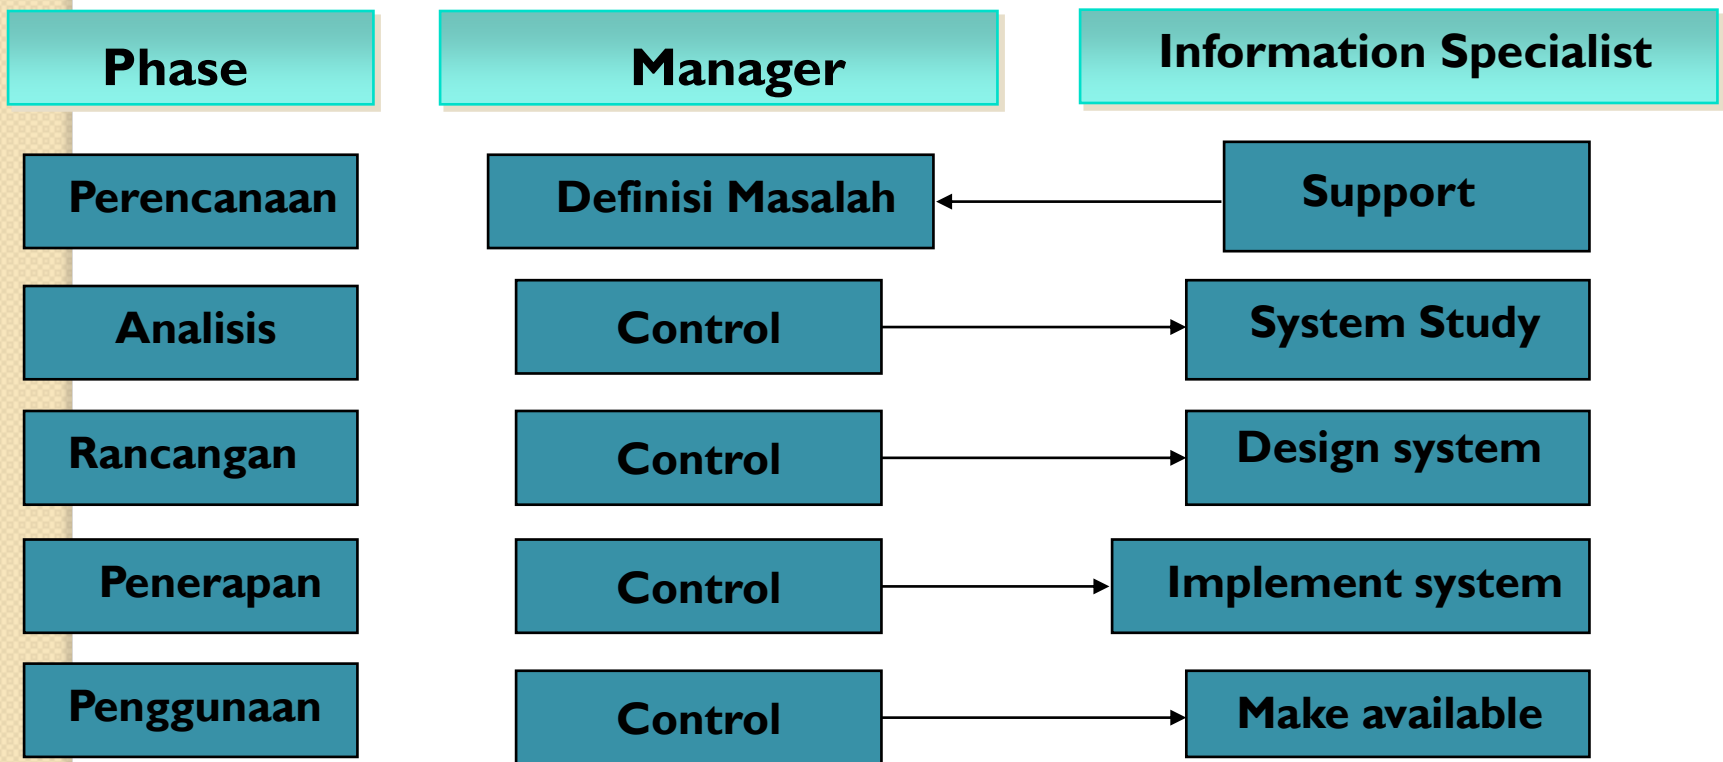 Phase
Manager
Information Specialist
Perencanaan
Definisi Masalah
Support
Analisis
Control
System Study
Rancangan
Control
Design system
Penerapan
Control
Implement system
Penggunaan
Control
Make available